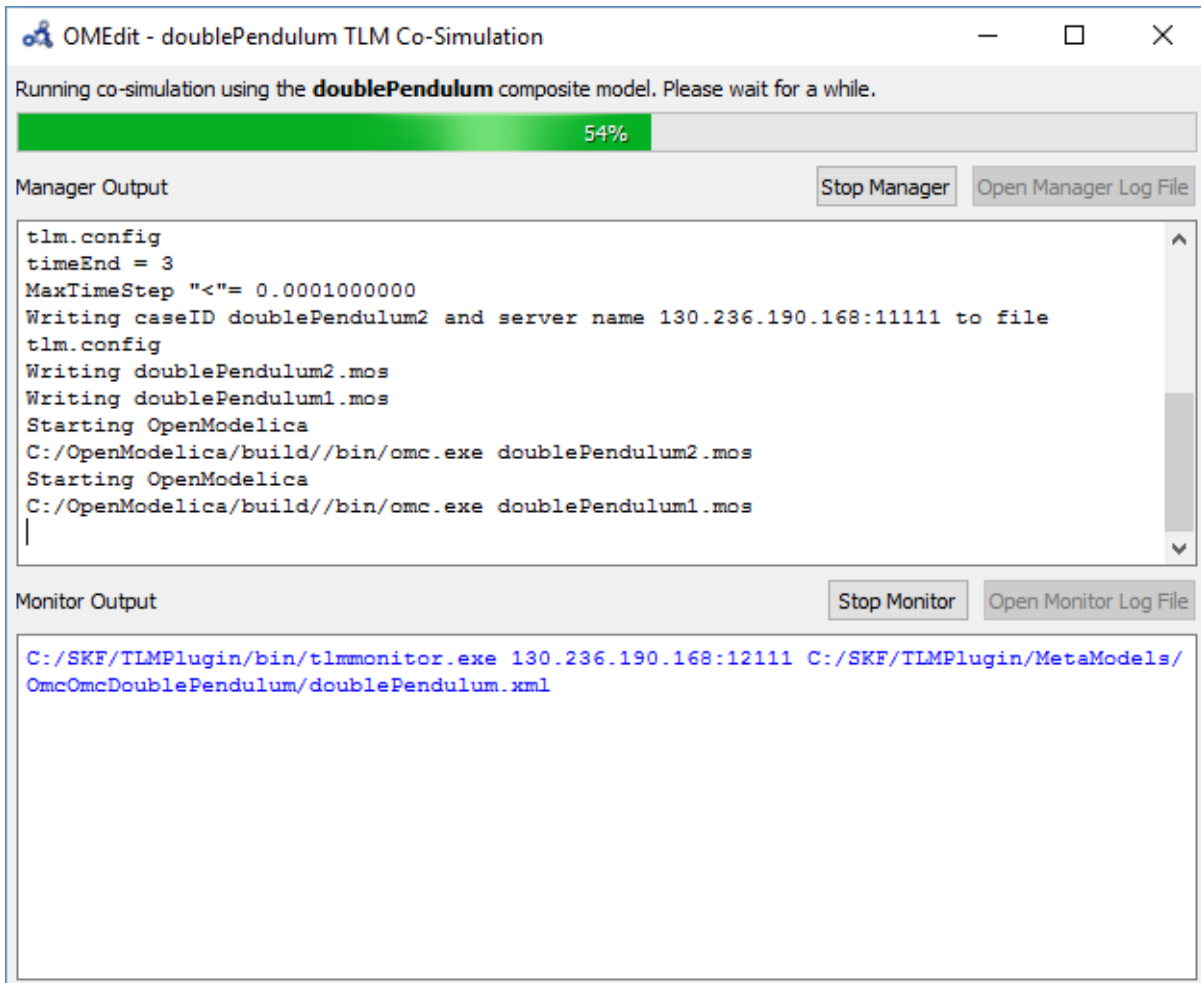 OMEdit - doublePendulum TLM Co-Simulation
Running co-simulation using the doublePendulum composite model. Please wait for a while.
54%
Manager Output
Stop Manager
Open Manager Log File
tlm.config
timeEnd = 3
MaxTimeStep "<"= 0.0001000000
Writing caseID doublePendulum2 and server name 130.236.190.168:11111 to file
tlm.config
Writing doublePendulum2.mos
Writing doublePendulum1.mos
Starting OpenModelica
C:/OpenModelica/build//bin/omc.exe doublePendulum2.mos
Starting OpenModelica
C:/OpenModelica/build//bin/omc.exe doublePendulum1.mos
Monitor Output
Stop Monitor
Open Monitor Log File
C:/SKF/TLMPlugin/bin/tlmmonitor.exe 130.236.190.168:12111 C:/SKF/TLMPlugin/MetaModels/
OmcOmcDoublePendulum/doublePendulum.xml